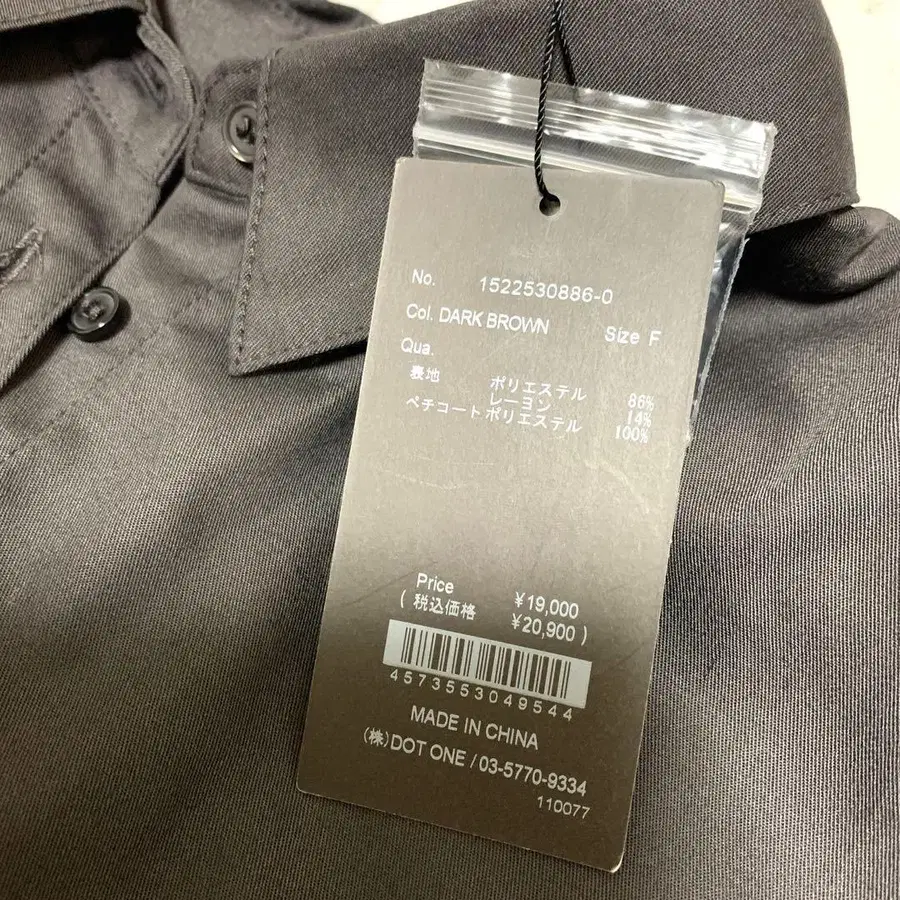 No. 1522530886-0
Col. DARK BROWN Size F
Qua.
表地 ポリエステル 86%
レーヨン 14%
ペチコート ポリエステル 100%
Price ¥19,000
( 税込価格 ¥20,900 )
4573553049544
MADE IN CHINA
(株)DOT ONE / 03-5770-9334
110077